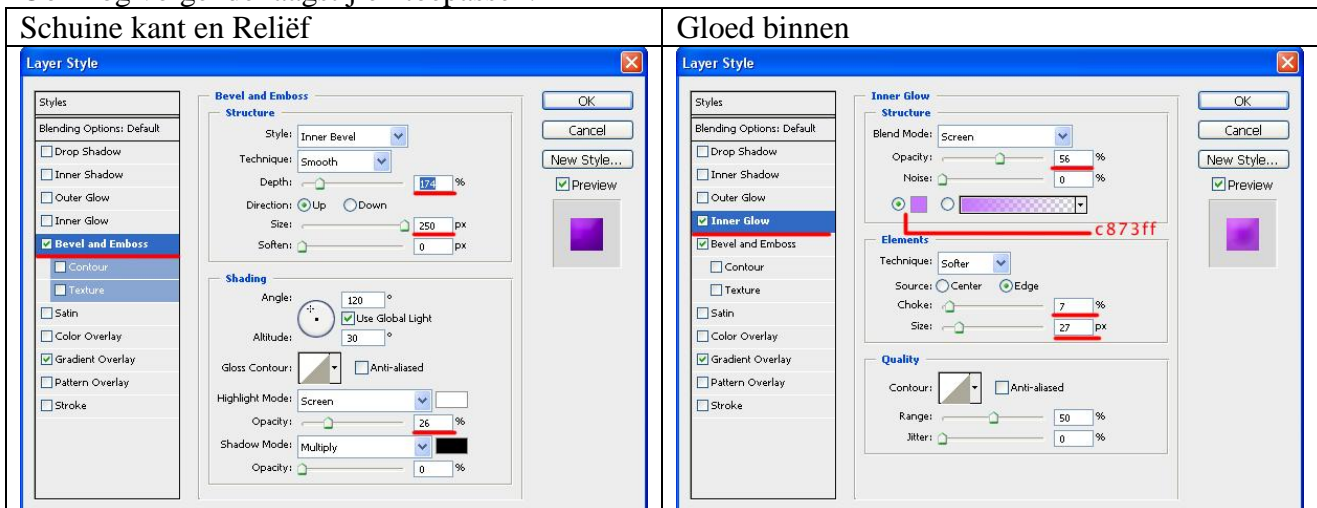 Schuine kant en Reliëf
Layer Style
Styles
Blending Options: Default
Drop Shadow
Inner Shadow
Outer Glow
Inner Glow
Bevel and Emboss
Contour
Texture
Satin
Color Overlay
Gradient Overlay
Pattern Overlay
Stroke
Bevel and Emboss
Structure
Style: Inner Bevel
Technique: Smooth
Depth: 174 %
Direction: Up Down
Size: 250 px
Soften: 0 px
Shading
Angle: 120 °
Use Global Light
Altitude: 30 °
Gloss Contour: Anti-aliased
Highlight Mode: Screen
Opacity: 26 %
Shadow Mode: Multiply
Opacity: 0 %
OK
Cancel
New Style...
Preview
Gloed binnen
Layer Style
Styles
Blending Options: Default
Drop Shadow
Inner Shadow
Outer Glow
Inner Glow
Bevel and Emboss
Contour
Texture
Satin
Color Overlay
Gradient Overlay
Pattern Overlay
Stroke
Inner Glow
Structure
Blend Mode: Screen
Opacity: 56 %
Noise: 0 %
c873ff
Elements
Technique: Softer
Source: Center Edge
Choke: 7 %
Size: 27 px
Quality
Contour: Anti-aliased
Range: 50 %
Jitter: 0 %
OK
Cancel
New Style...
Preview